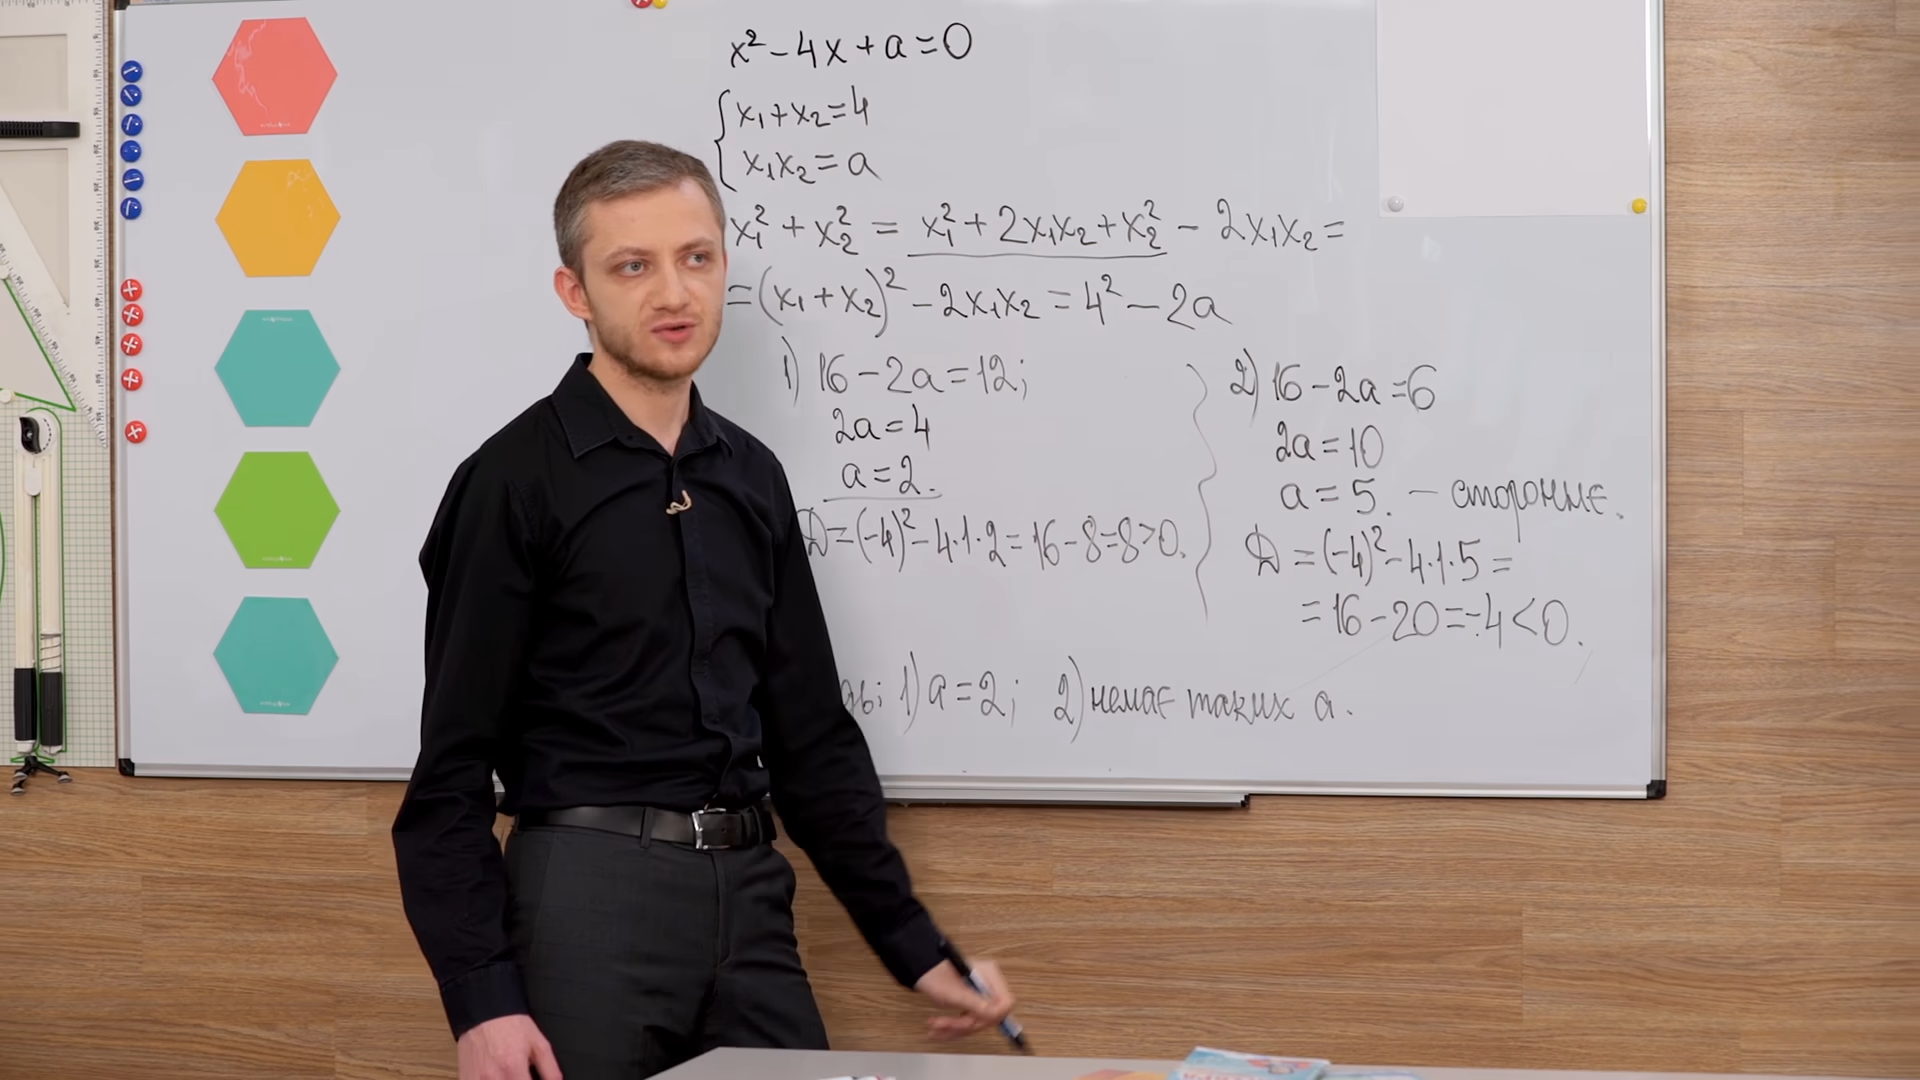 x² - 4x + a = 0
x₁ + x₂ = 4
x₁x₂ = a
x₁² + x₂² = x₁² + 2x₁x₂ + x₂² - 2x₁x₂ =
= (x₁ + x₂)² - 2x₁x₂ = 4² - 2a
1) 16 - 2a = 12;
2a = 4
a = 2.
D = (-4)² - 4·1·2 = 16 - 8 = 8 > 0.
2) 16 - 2a = 6
2a = 10
a = 5. – стороннє.
D = (-4)² - 4·1·5 =
= 16 - 20 = -4 < 0.
1) a = 2; 2) немає таких a.